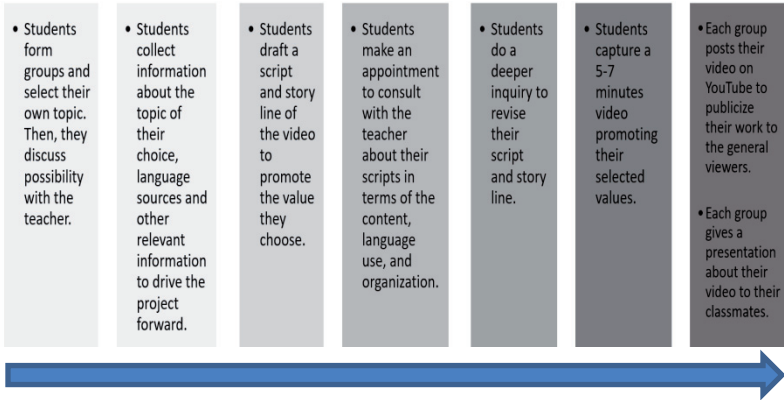 • Students
form
groups and
select their
own topic.
Then, they
discuss
possibility
with the
teacher.
• Students
collect
information
about the
topic of
their
choice,
language
sources and
other
relevant
information
to drive the
project
forward.
• Students
draft a
script
and story
line of
the video
to
promote
the value
they
choose.
• Students
make an
appointment
to consult
with the
teacher
about their
scripts in
terms of the
content,
language
use, and
organization.
• Students
do a
deeper
inquiry to
revise
their
script
and story
line.
• Students
capture a
5-7
minutes
video
promoting
their
selected
values.
• Each group
posts their
video on
YouTube to
publicize
their work to
the general
viewers.
• Each group
gives a
presentation
about their
video to their
classmates.